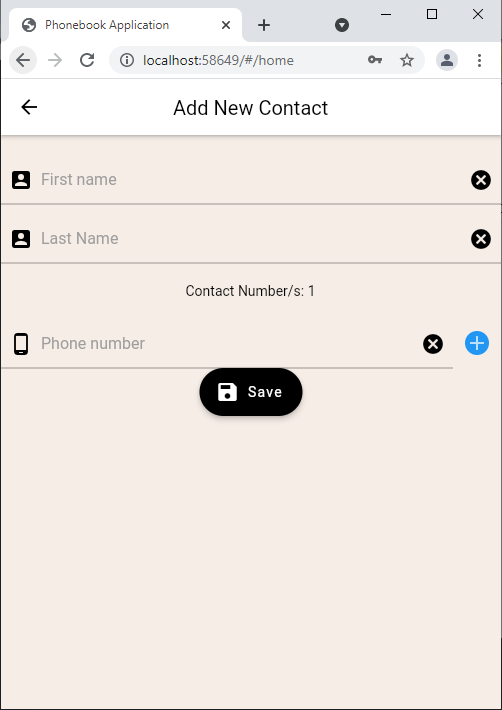 Phonebook Application
localhost:58649/#/home
Add New Contact
First name
Last Name
Contact Number/s: 1
Phone number
Save